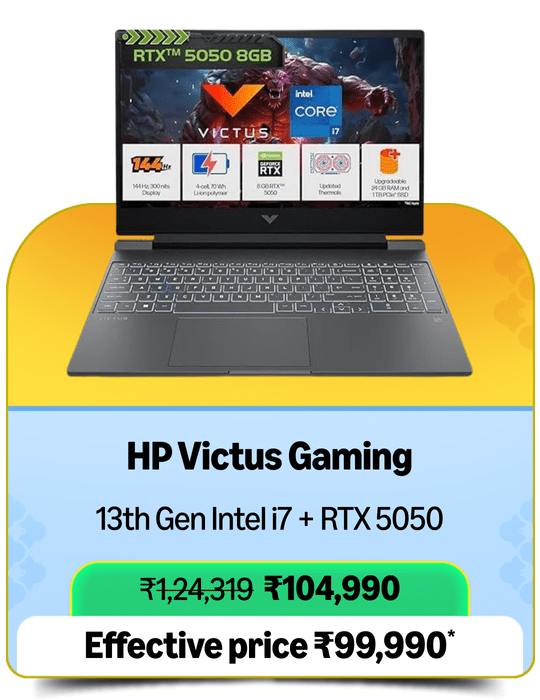 RTX™ 5050 8GB
VICTUS
intel
CORE
i7
144Hz
144 Hz, 300 nits
Display
4-cell, 70 Wh
Li-ion polymer
GEFORCE
RTX
8 GB RTX™
5050
Updated
Thermals
Upgradeable
24 GB RAM and
1 TB PCIe® SSD
VICTUS
HP Victus Gaming
13th Gen Intel i7 + RTX 5050
₹1,24,319 ₹104,990
Effective price ₹99,990*